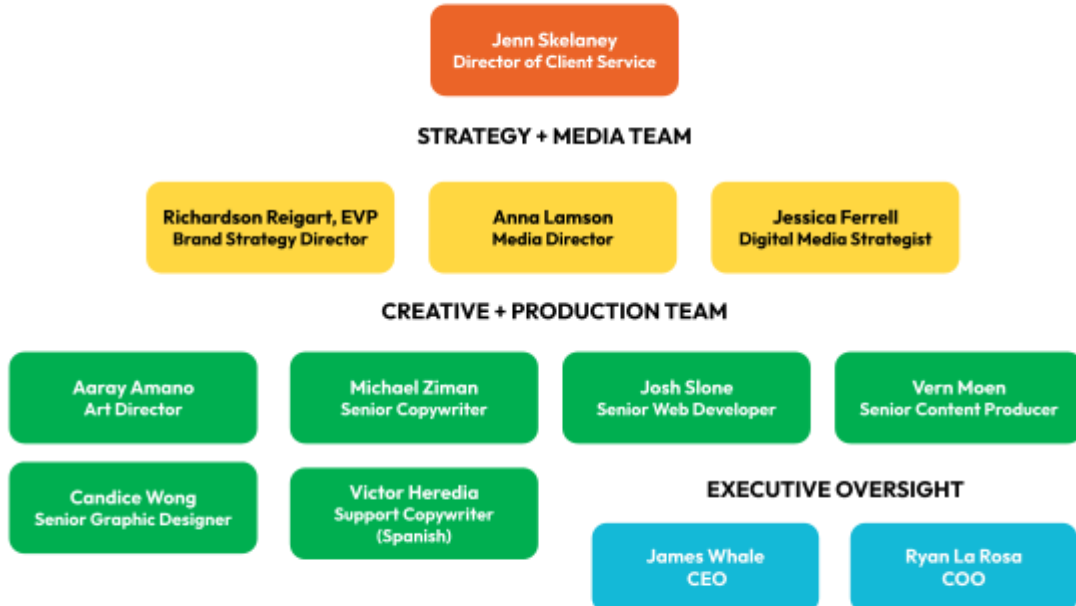 Jenn Skelaney
Director of Client Service
STRATEGY + MEDIA TEAM
Richardson Reigart, EVP
Brand Strategy Director
Anna Lamson
Media Director
Jessica Ferrell
Digital Media Strategist
CREATIVE + PRODUCTION TEAM
Aaray Amano
Art Director
Michael Ziman
Senior Copywriter
Josh Slone
Senior Web Developer
Vern Moen
Senior Content Producer
Candice Wong
Senior Graphic Designer
Victor Heredia
Support Copywriter
(Spanish)
EXECUTIVE OVERSIGHT
James Whale
CEO
Ryan La Rosa
COO